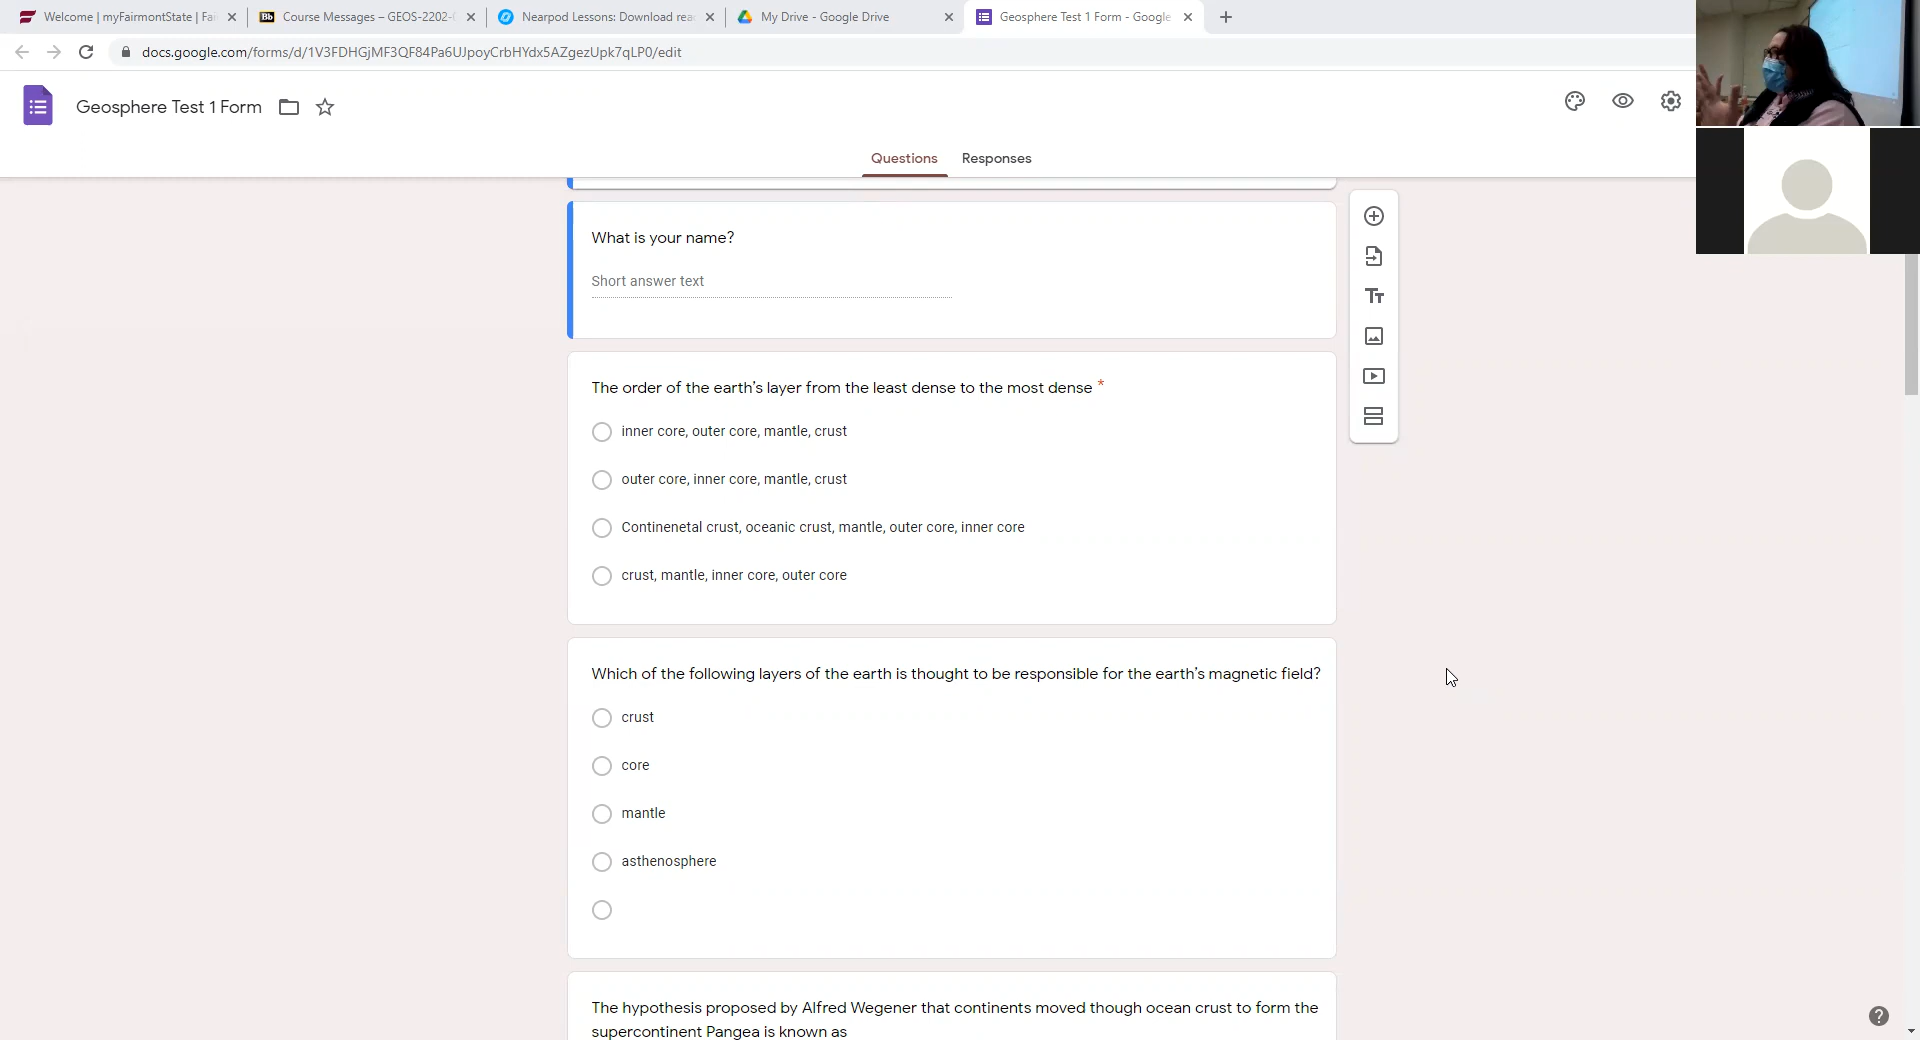 Welcome | myFairmontState | Fai
Bb
Course Messages – GEOS-2202-
Nearpod Lessons: Download rea
My Drive - Google Drive
Geosphere Test 1 Form - Google
docs.google.com/forms/d/1V3FDHGjMF3QF84Pa6UJpoyCrbHYdx5AZgezUpk7qLP0/edit
Geosphere Test 1 Form
Questions
Responses
What is your name?
Short answer text
The order of the earth's layer from the least dense to the most dense *
inner core, outer core, mantle, crust
outer core, inner core, mantle, crust
Continenetal crust, oceanic crust, mantle, outer core, inner core
crust, mantle, inner core, outer core
Which of the following layers of the earth is thought to be responsible for the earth's magnetic field?
crust
core
mantle
asthenosphere
The hypothesis proposed by Alfred Wegener that continents moved though ocean crust to form the
supercontinent Pangea is known as